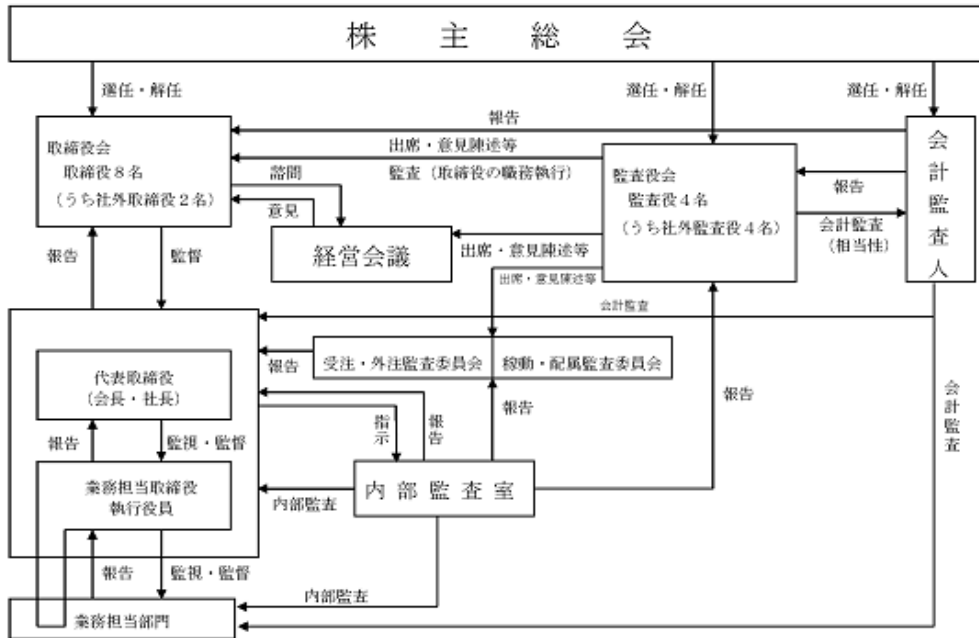 株主総会
選任・解任
選任・解任
選任・解任
報告
取締役会
取締役8名
(うち社外取締役2名)
出席・意見陳述等
監査(取締役の職務執行)
諮問
意見
監査役会
監査役4名
(うち社外監査役4名)
報告
会計監査
(相当性)
会計監査人
経営会議
出席・意見陳述等
出席・意見陳述等
報告
監督
会計監査
受注・外注監査委員会
稼動・配属監査委員会
報告
代表取締役
(会長・社長)
指示
報告
報告
報告
会計監査
報告
監視・監督
業務担当取締役
執行役員
内部監査室
内部監査
報告
監視・監督
内部監査
業務担当部門